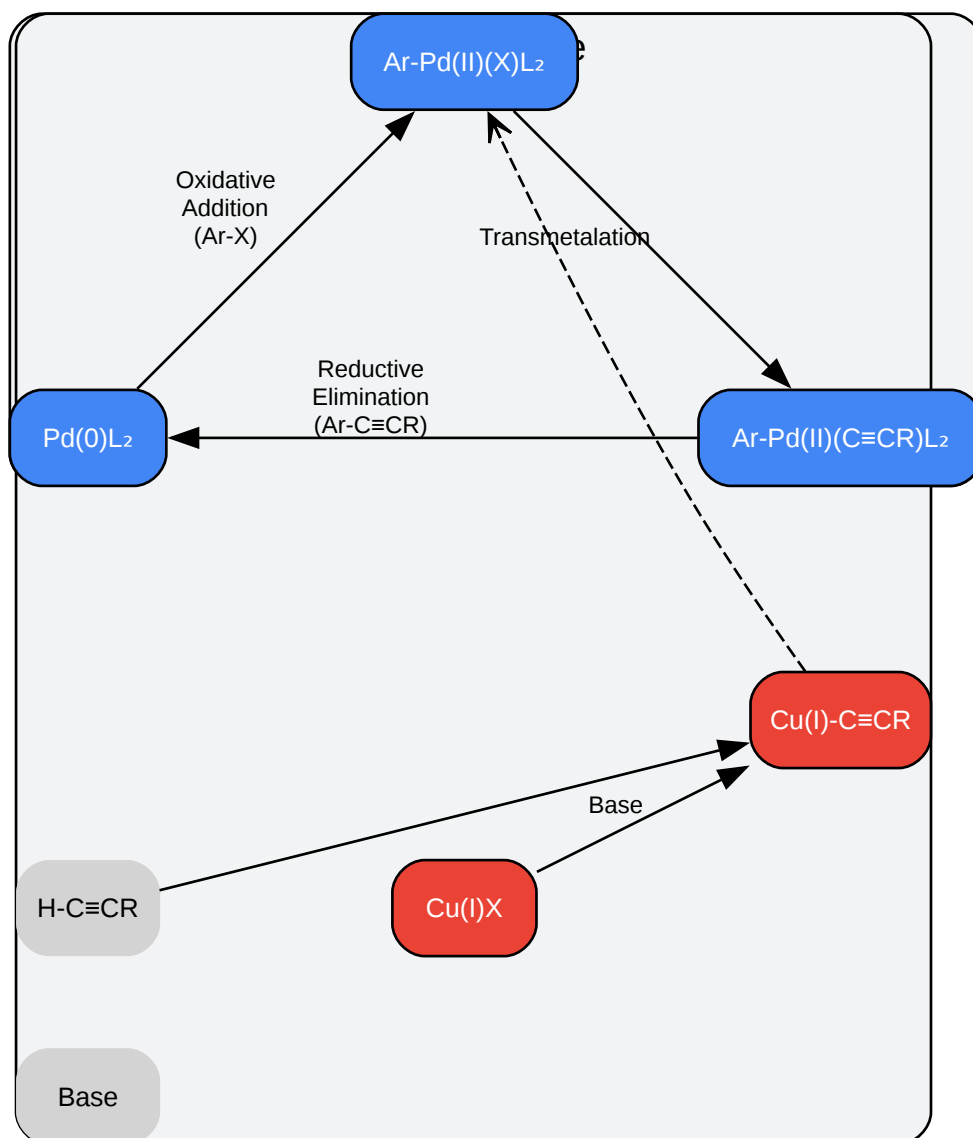 Ar-Pd(II)(X)L₂
Oxidative
Addition
(Ar-X)
Transmetalation
Reductive
Elimination
(Ar-C≡CR)
Pd(0)L₂
Ar-Pd(II)(C≡CR)L₂
Cu(I)-C≡CR
Base
H-C≡CR
Cu(I)X
Base